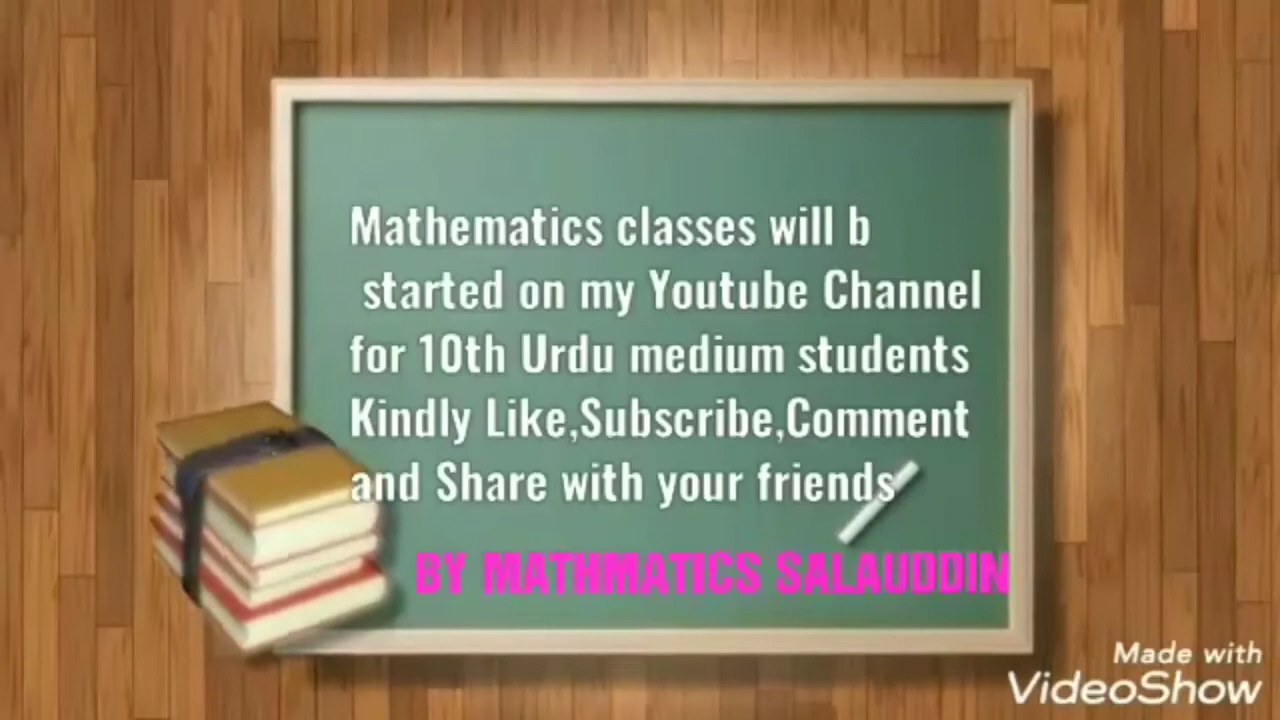 Mathematics classes will b
started on my Youtube Channel
for 10th Urdu medium students
Kindly Like,Subscribe,Comment
and Share with your friends
BY MATHMATICS SALAUDDIN
Made with
VideoShow